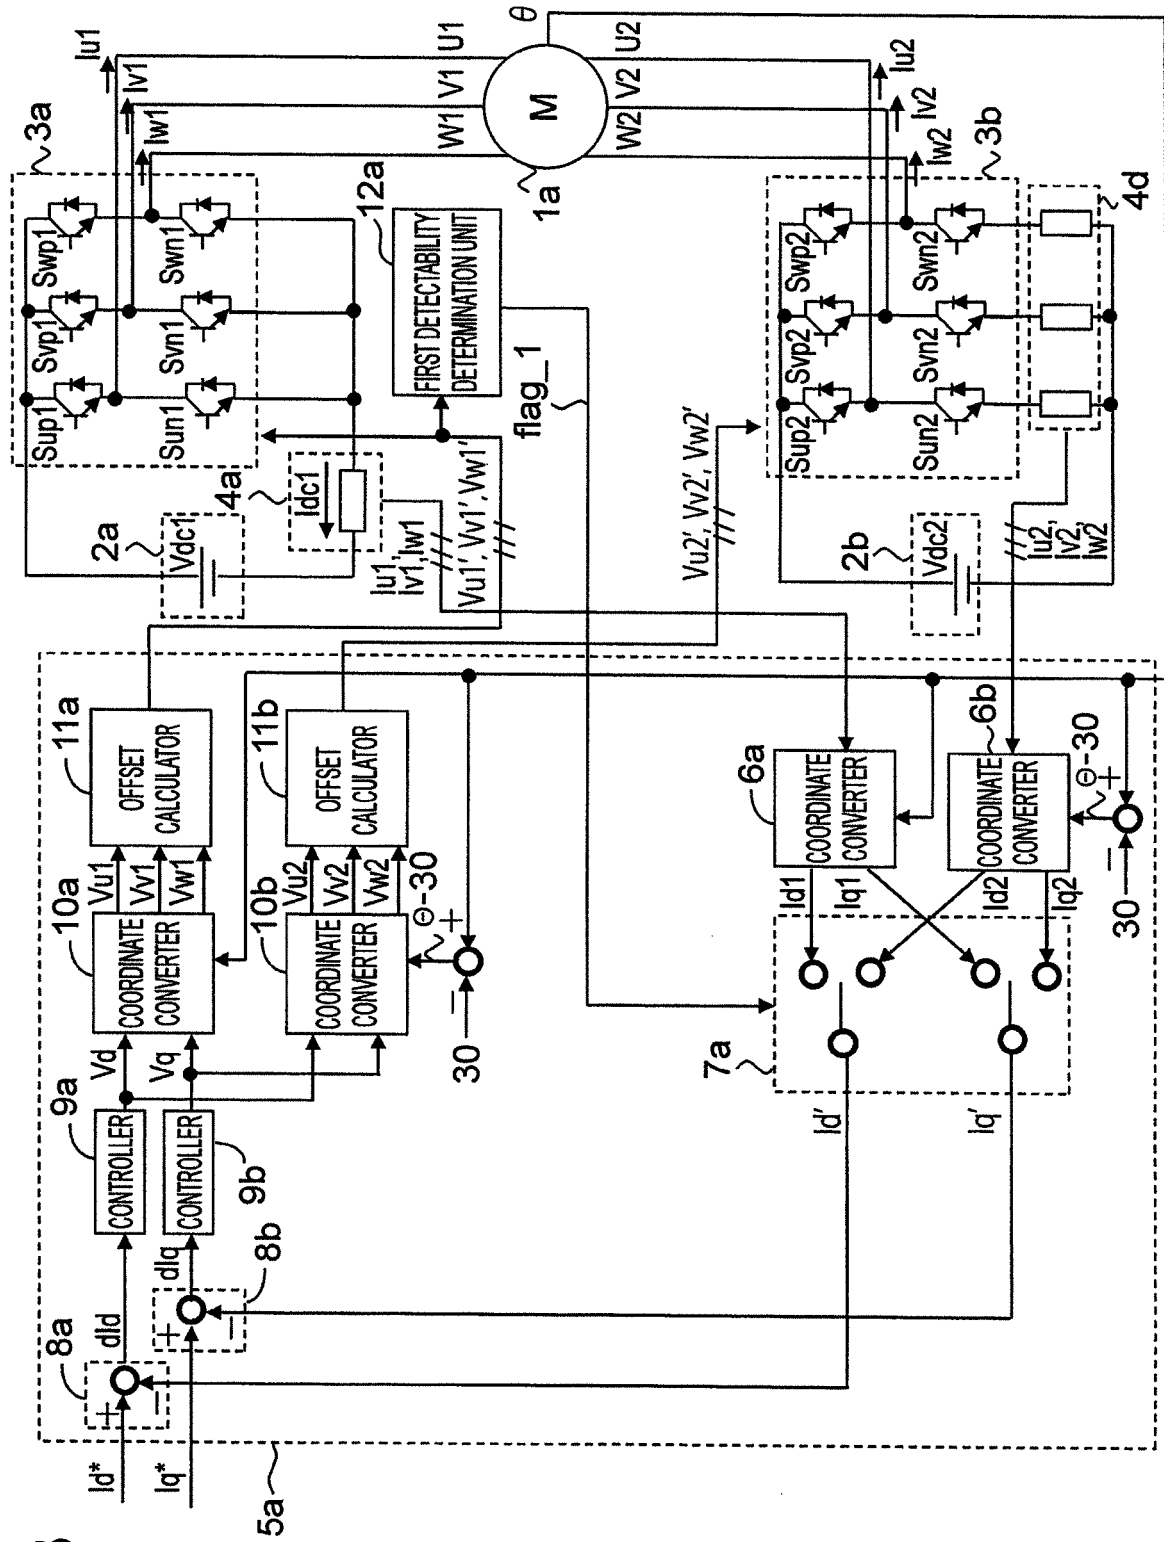 5a
Id*
Iq*
8a
+
−
dId
8b
+
−
dIq
9a
CONTROLLER
9b
CONTROLLER
Vd
Vq
10a
COORDINATE
CONVERTER
Vu1
Vv1
Vw1
11a
OFFSET
CALCULATOR
10b
COORDINATE
CONVERTER
Vu2
Vv2
Vw2
11b
OFFSET
CALCULATOR
Θ-30
+
−
30
2a
Vdc1
3a
Sup1
Svp1
Swp1
Sun1
Svn1
Swn1
Iu1
Iv1
Iw1
4a
Idc1
Iu1,
Iv1,Iw1
Vu1′, Vv1′,Vw1′
12a
FIRST DETECTABILITY
DETERMINATION UNIT
flag_1
U1
V1
W1
M
θ
1a
U2
V2
W2
Iu2
Iv2
Iw2
Vu2′, Vv2′, Vw2′
3b
Sup2
Svp2
Swp2
Sun2
Svn2
Swn2
4d
2b
Vdc2
Iu2,
Iv2,
Iw2
6a
COORDINATE
CONVERTER
Id1
Iq1
6b
COORDINATE
CONVERTER
Id2
Iq2
Θ-30
+
−
30
7a
Id′
Iq′